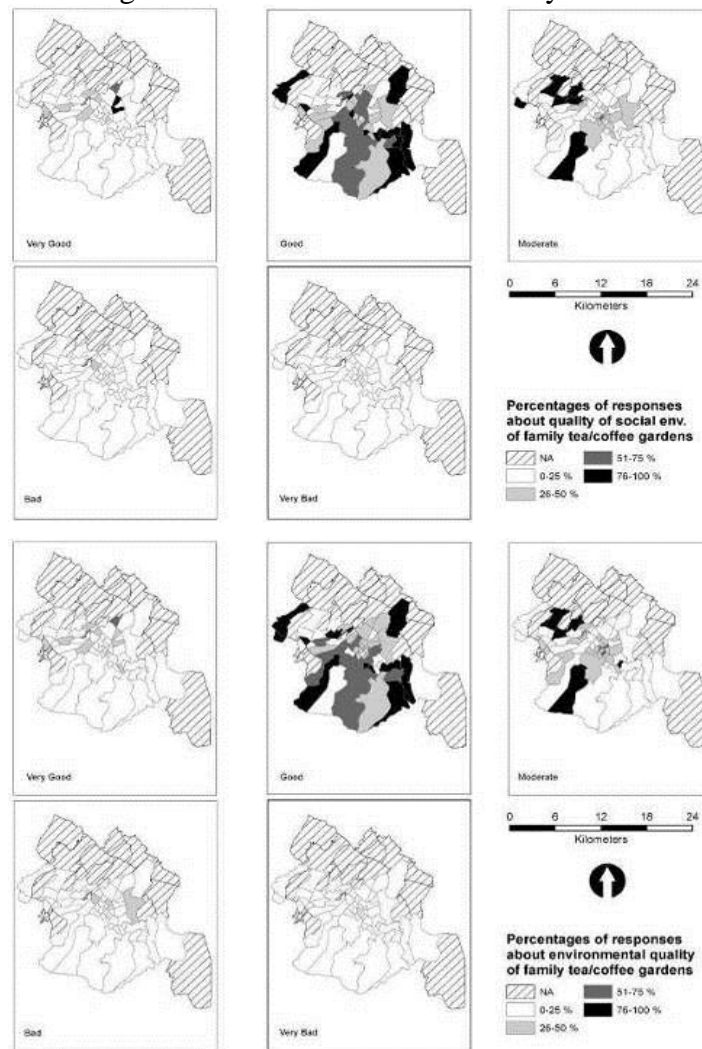 Very Good
Good
Moderate
Bad
Very Bad
0 6 12 18 24
Kilometers
Percentages of responses
about quality of social env.
of family tea/coffee gardens
NA
51-75 %
0-25 %
76-100 %
26-50 %
Very Good
Good
Moderate
Bad
Very Bad
0 6 12 18 24
Kilometers
Percentages of responses
about environmental quality
of family tea/coffee gardens
NA
51-75 %
0-25 %
76-100 %
26-50 %